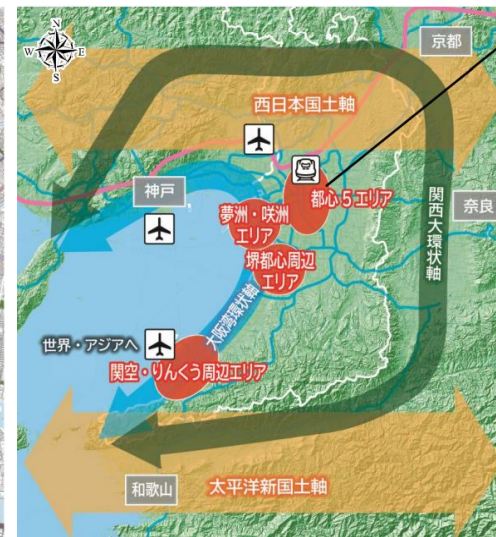 N
W E
S
京都
西日本国土軸
神戸
都心5エリア
夢洲・咲洲
エリア
奈良
関西大環状軸
堺都心周辺
エリア
大阪湾環状軸
世界・アジアへ
関空・りんくう周辺エリア
和歌山
太平洋新国土軸